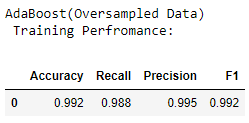 AdaBoost(Oversampled Data)
Training Perfromance:
Accuracy Recall Precision F1
0 0.992 0.988 0.995 0.992